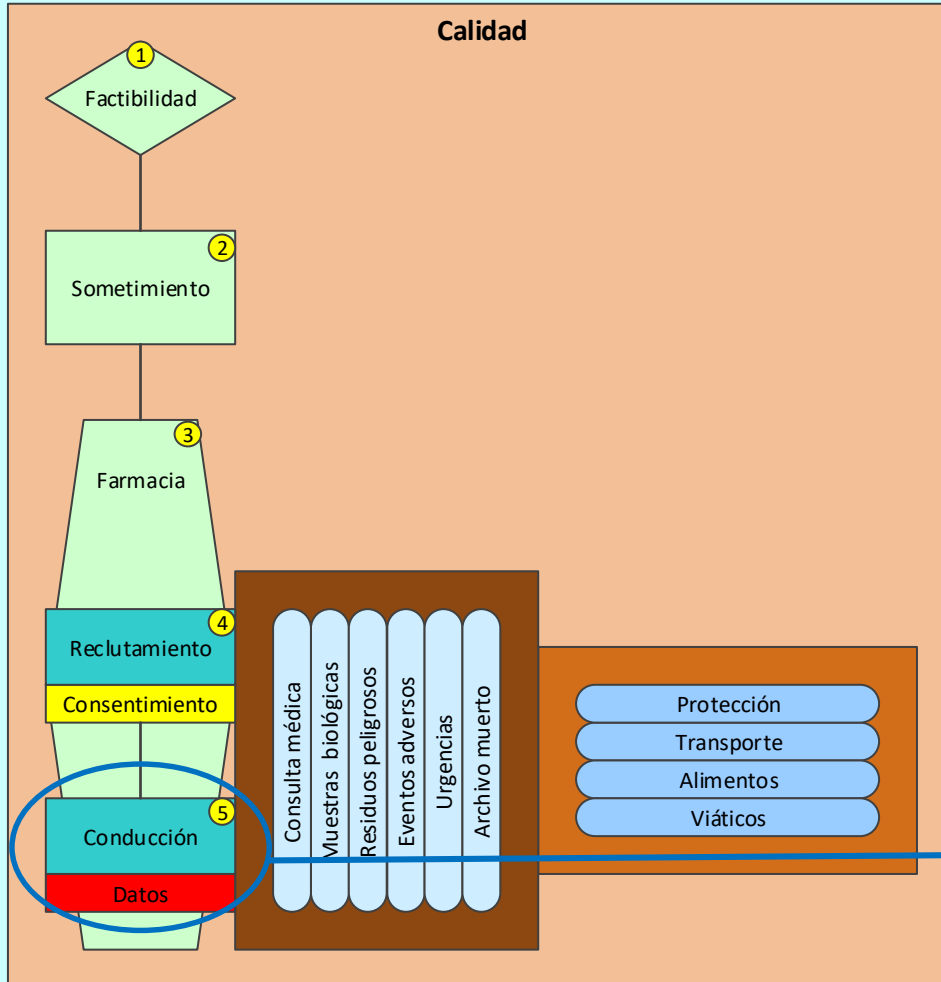 Calidad
1
Factibilidad
2
Sometimiento
3
Farmacia
4
Reclutamiento
Consentimiento
5
Conducción
Datos
Consulta médica
Muestras biológicas
Residuos peligrosos
Eventos adversos
Urgencias
Archivo muerto
Protección
Transporte
Alimentos
Viáticos